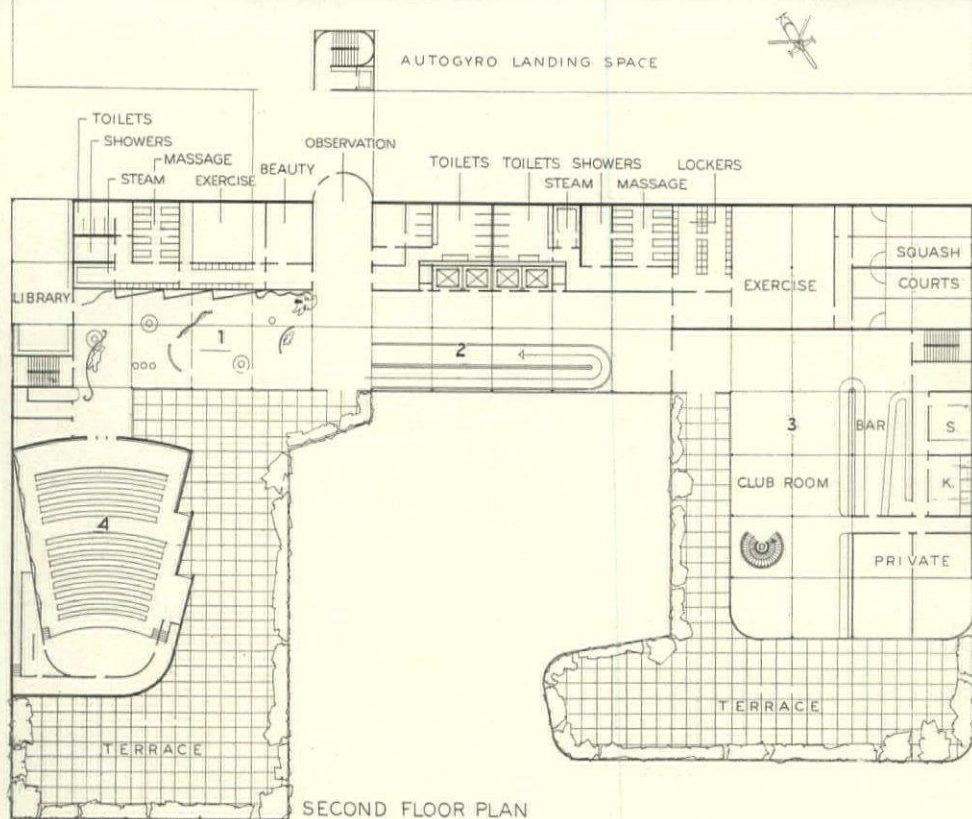 AUTOGYRO LANDING SPACE
TOILETS
SHOWERS
MASSAGE
STEAM
EXERCISE
BEAUTY
OBSERVATION
TOILETS
TOILETS
SHOWERS
STEAM
MASSAGE
LOCKERS
LIBRARY
EXERCISE
SQUASH
COURTS
1
2
3
CLUB ROOM
BAR
S.
K.
4
PRIVATE
TERRACE
TERRACE
SECOND FLOOR PLAN